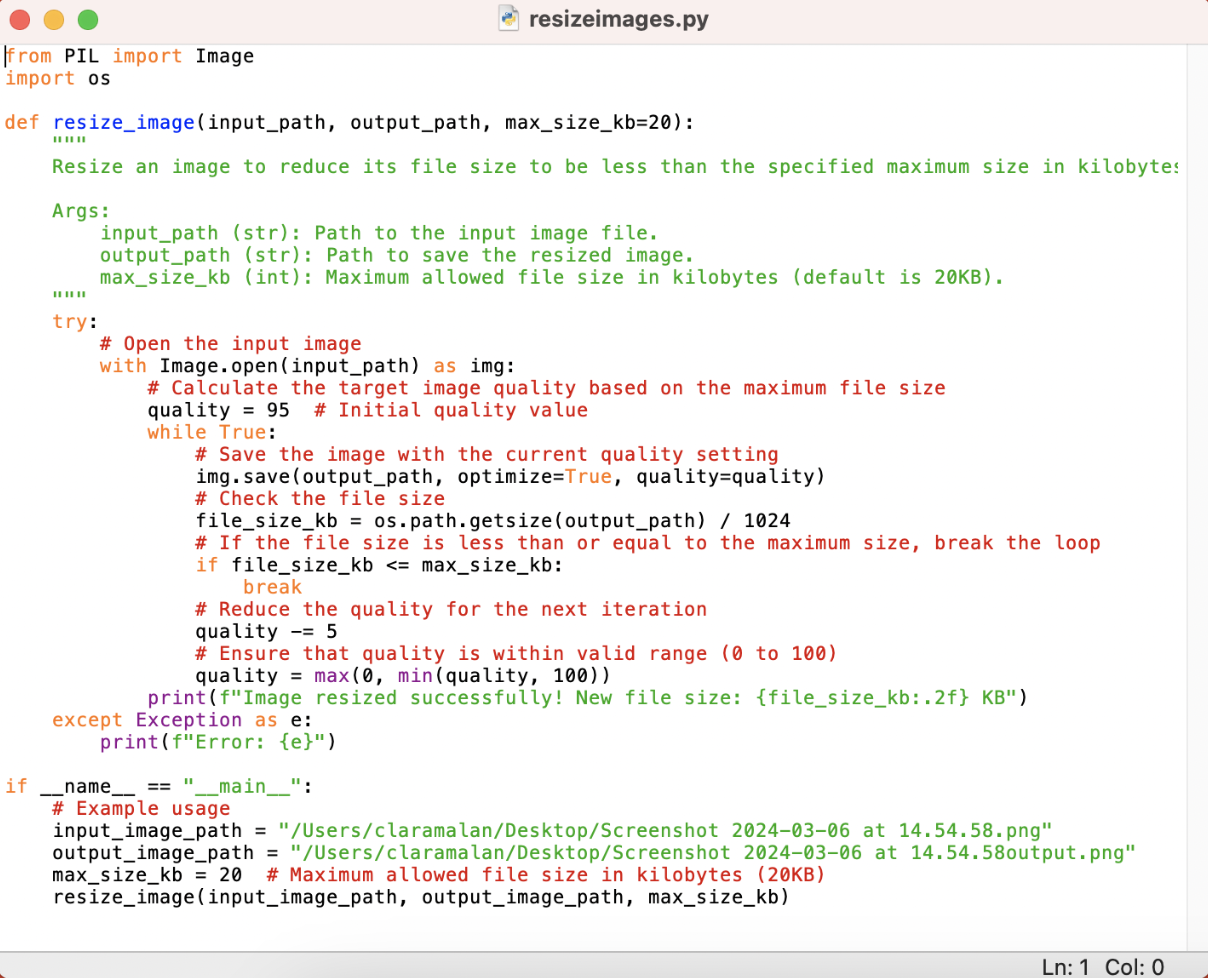 resizeimages.py
from PIL import Image
import os
def resize_image(input_path, output_path, max_size_kb=20):
    """
    Resize an image to reduce its file size to be less than the specified maximum size in kilobytes
    Args:
        input_path (str): Path to the input image file.
        output_path (str): Path to save the resized image.
        max_size_kb (int): Maximum allowed file size in kilobytes (default is 20KB).
    """
    try:
        # Open the input image
        with Image.open(input_path) as img:
            # Calculate the target image quality based on the maximum file size
            quality = 95  # Initial quality value
            while True:
                # Save the image with the current quality setting
                img.save(output_path, optimize=True, quality=quality)
                # Check the file size
                file_size_kb = os.path.getsize(output_path) / 1024
                # If the file size is less than or equal to the maximum size, break the loop
                if file_size_kb <= max_size_kb:
                    break
                # Reduce the quality for the next iteration
                quality -= 5
                # Ensure that quality is within valid range (0 to 100)
                quality = max(0, min(quality, 100))
            print(f"Image resized successfully! New file size: {file_size_kb:.2f} KB")
    except Exception as e:
        print(f"Error: {e}")
if __name__ == "__main__":
    # Example usage
    input_image_path = "/Users/claramalan/Desktop/Screenshot 2024-03-06 at 14.54.58.png"
    output_image_path = "/Users/claramalan/Desktop/Screenshot 2024-03-06 at 14.54.58output.png"
    max_size_kb = 20  # Maximum allowed file size in kilobytes (20KB)
    resize_image(input_image_path, output_image_path, max_size_kb)
Ln: 1 Col: 0